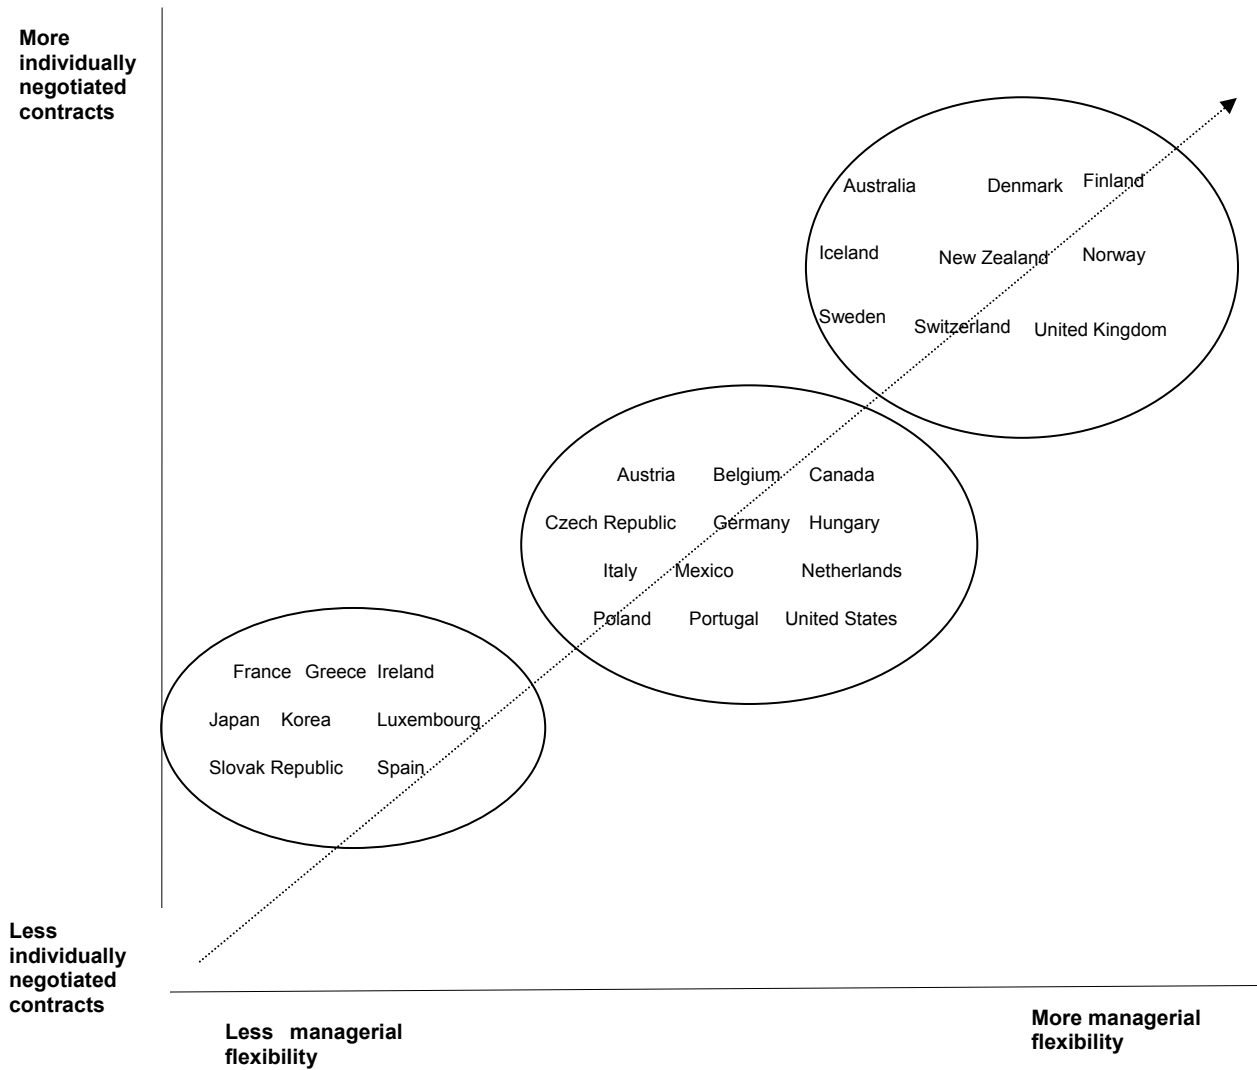 More
individually
negotiated
contracts
Australia Denmark Finland
Iceland New Zealand Norway
Sweden Switzerland United Kingdom
Austria Belgium Canada
Czech Republic Germany Hungary
Italy Mexico Netherlands
Poland Portugal United States
France Greece Ireland
Japan Korea Luxembourg
Slovak Republic Spain
Less
individually
negotiated
contracts
Less managerial
flexibility
More managerial
flexibility